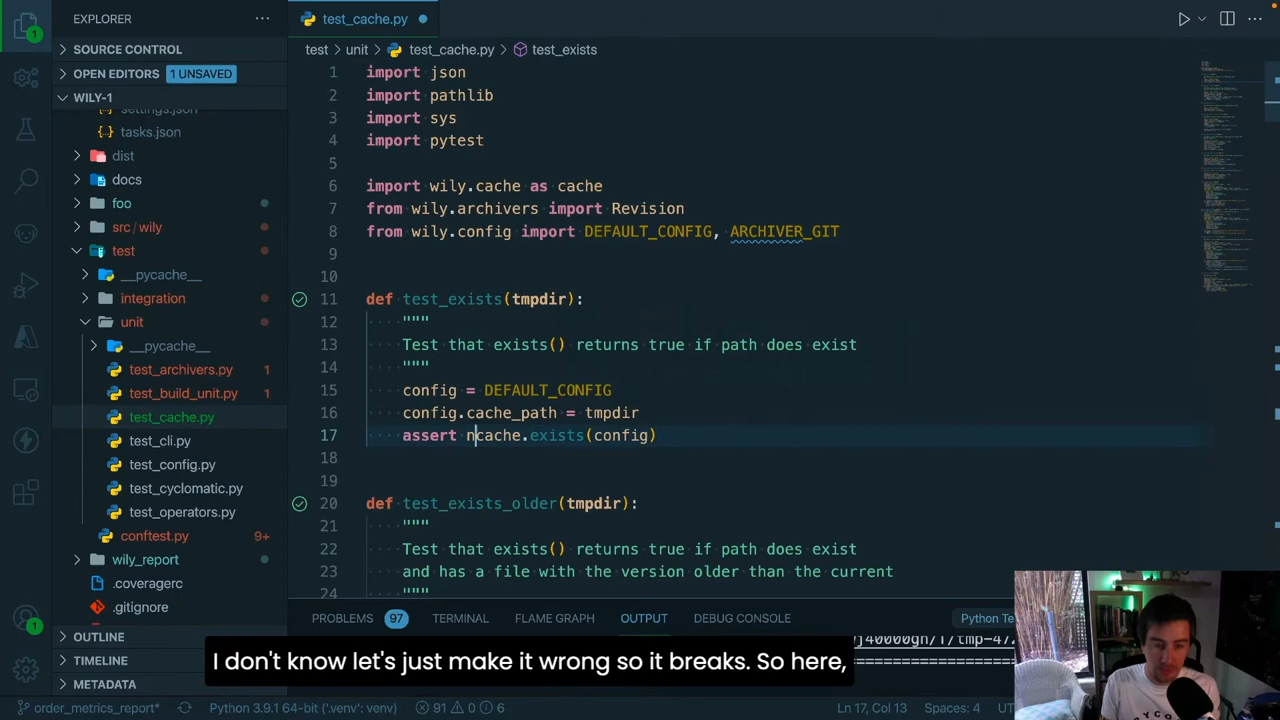 EXPLORER
SOURCE CONTROL
OPEN EDITORS 1 UNSAVED
WILY-1
settings.json
tasks.json
dist
docs
foo
src/wily
test
__pycache__
integration
unit
__pycache__
test_archivers.py 1
test_build_unit.py 1
test_cache.py
test_cli.py
test_config.py
test_cyclomatic.py
test_operators.py
conftest.py 9+
wily_report
.coveragerc
.gitignore
OUTLINE
TIMELINE
METADATA
1
1
test_cache.py
test > unit > test_cache.py > test_exists
1 import json
2 import pathlib
3 import sys
4 import pytest
5
6 import wily.cache as cache
7 from wily.archivers import Revision
8 from wily.config import DEFAULT_CONFIG, ARCHIVER_GIT
9
10
11 def test_exists(tmpdir):
12 """
13 Test that exists() returns true if path does exist
14 """
15 config = DEFAULT_CONFIG
16 config.cache_path = tmpdir
17 assert ncache.exists(config)
18
19
20 def test_exists_older(tmpdir):
21 """
22 Test that exists() returns true if path does exist
23 and has a file with the version older than the current
24 """
PROBLEMS 97 TERMINAL FLAME GRAPH OUTPUT DEBUG CONSOLE Python Te
j40000gn/T/tmp-47
I don't know let's just make it wrong so it breaks. So here,
order_metrics_report* Python 3.9.1 64-bit ('.venv': venv) 91 0 6 Ln 17, Col 13 Spaces: 4 UT